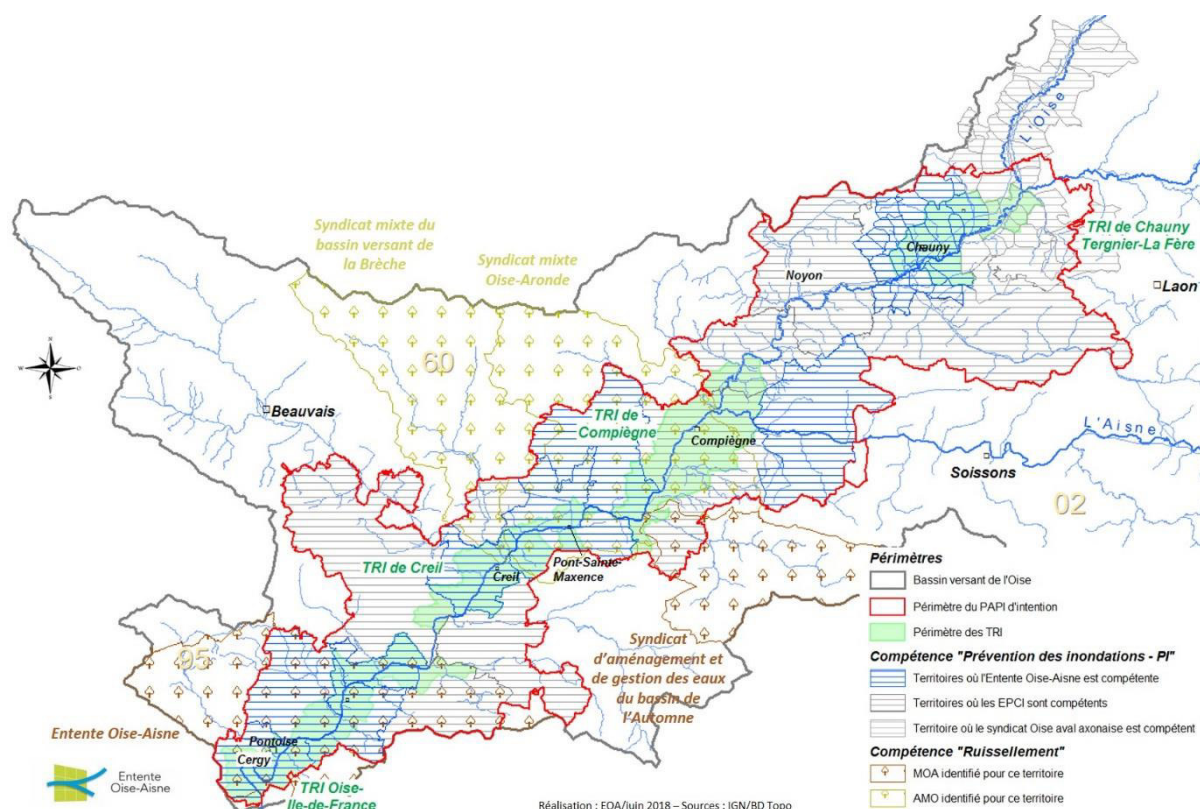 L'Oise
Syndicat mixte du
bassin versant de
la Brèche
Syndicat mixte
Oise-Aronde
TRI de Chauny
Tergnier-La Fère
Chauny
Noyon
Laon
60
N
W
O
S
Beauvais
TRI de
Compiègne
Compiègne
L'Aisne
Soissons
02
TRI de Creil
Creil
Pont-Sainte-
Maxence
95
Syndicat
d'aménagement et
de gestion des eaux
du bassin de
l'Automne
Entente Oise-Aisne
Pontoise
Cergy
TRI Oise-
Ile-de-France
Entente
Oise-Aisne
Périmètres
Bassin versant de l'Oise
Périmètre du PAPI d'intention
Périmètre des TRI
Compétence "Prévention des inondations - PI"
Territoires où l'Entente Oise-Aisne est compétente
Territoires où les EPCI sont compétents
Territoire où le syndicat Oise aval axonaise est compétent
Compétence "Ruissellement"
MOA identifié pour ce territoire
AMO identifié pour ce territoire
Réalisation : EOA/juin 2018 – Sources : IGN/BD Topo